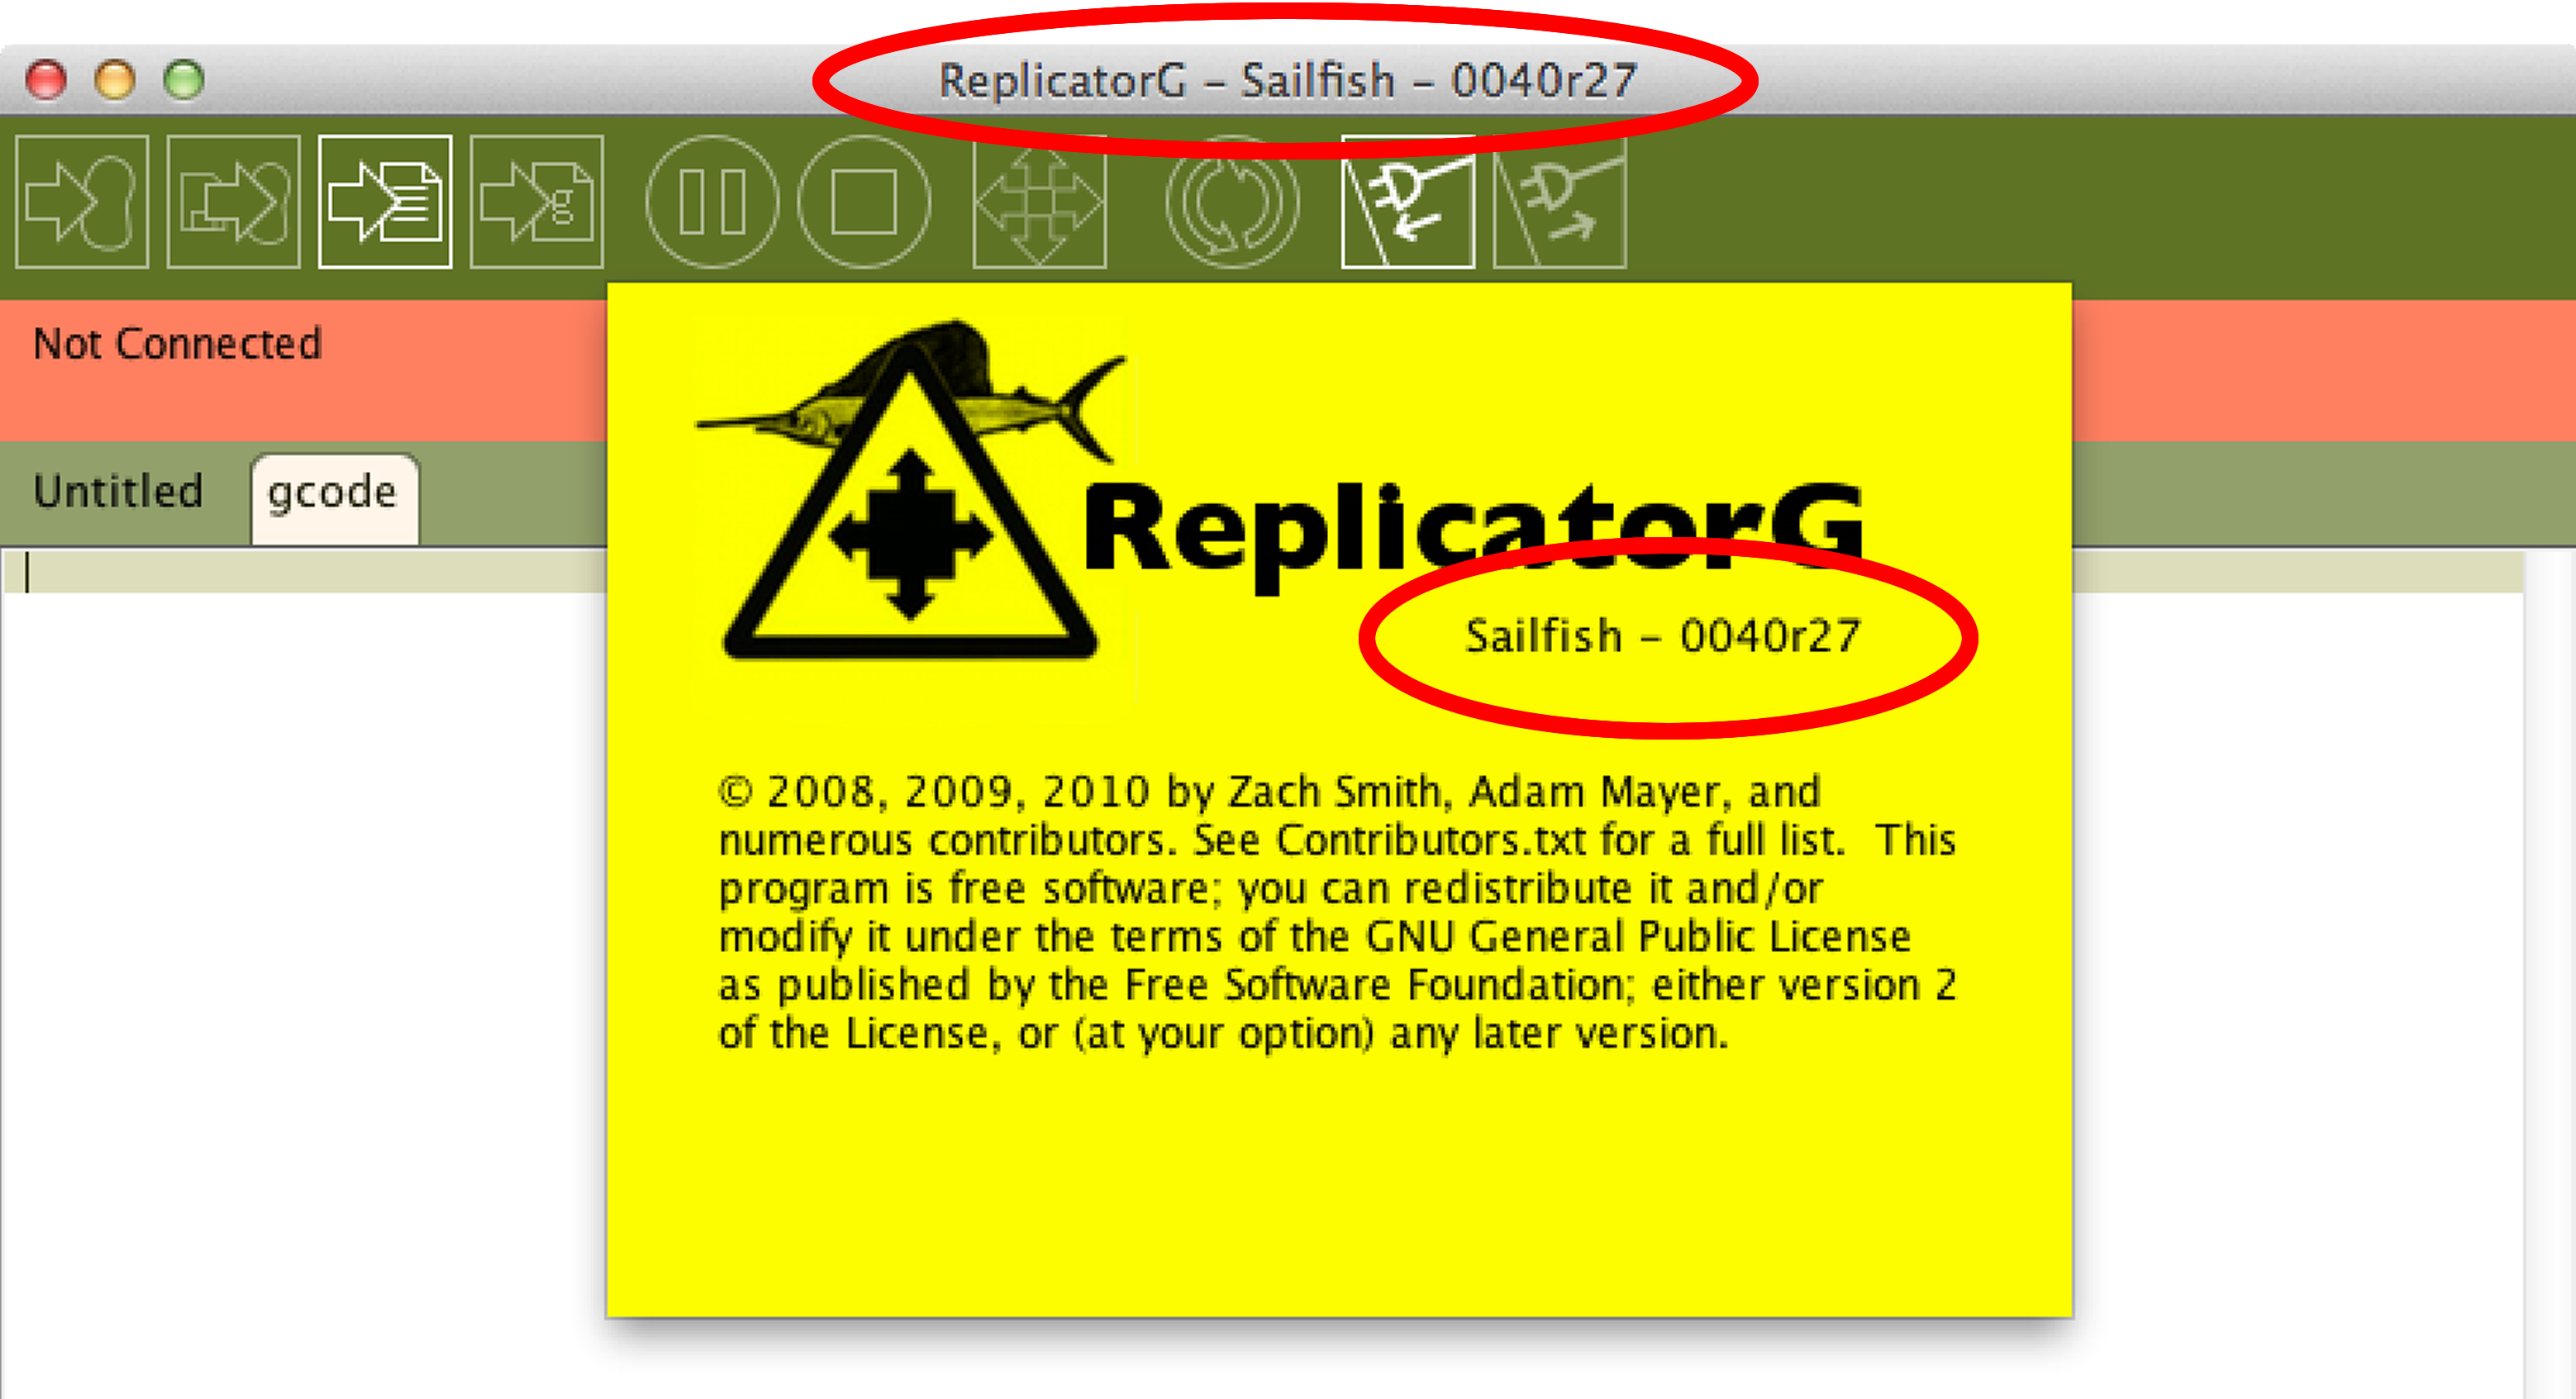 ReplicatorG – Sailfish – 0040r27
g
Not Connected
Untitled gcode
ReplicatorG
Sailfish – 0040r27
© 2008, 2009, 2010 by Zach Smith, Adam Mayer, and
numerous contributors. See Contributors.txt for a full list.  This
program is free software; you can redistribute it and/or
modify it under the terms of the GNU General Public License
as published by the Free Software Foundation; either version 2
of the License, or (at your option) any later version.